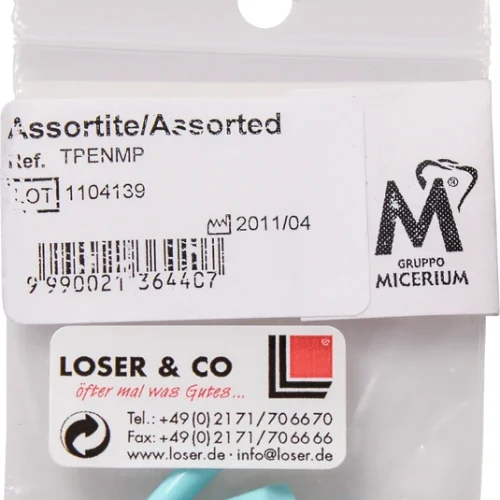 Assortite/Assorted
Ref. TPENMP
LOT 1104139
2011/04
9 990021 364407
M®
GRUPPO
MICERIUM
LOSER & CO
öfter mal was Gutes...
Tel.: +49(0)2171/706670
Fax: +49(0)2171/706666
www.loser.de · info@loser.de